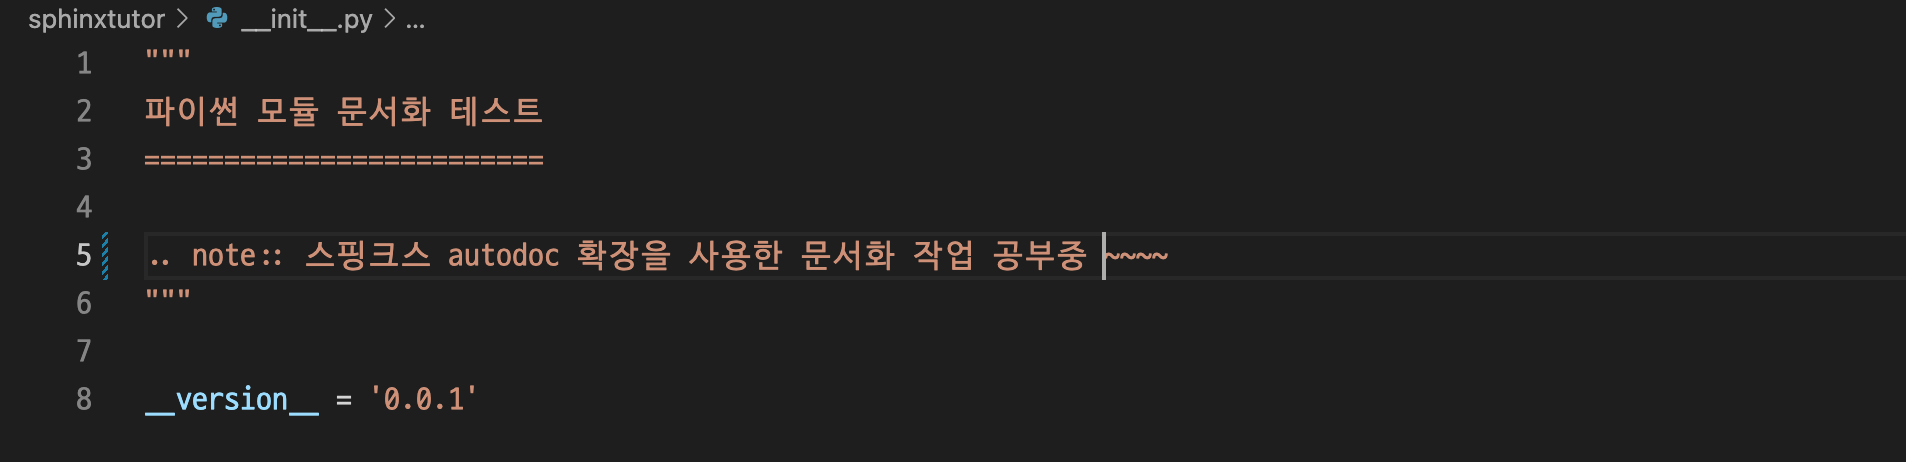 sphinxtutor > __init__.py > ...
1 """
2 파이썬 모듈 문서화 테스트
3 =========================
4
5 .. note:: 스핑크스 autodoc 확장을 사용한 문서화 작업 공부중 ~~~~
6 """
7
8 __version__ = '0.0.1'